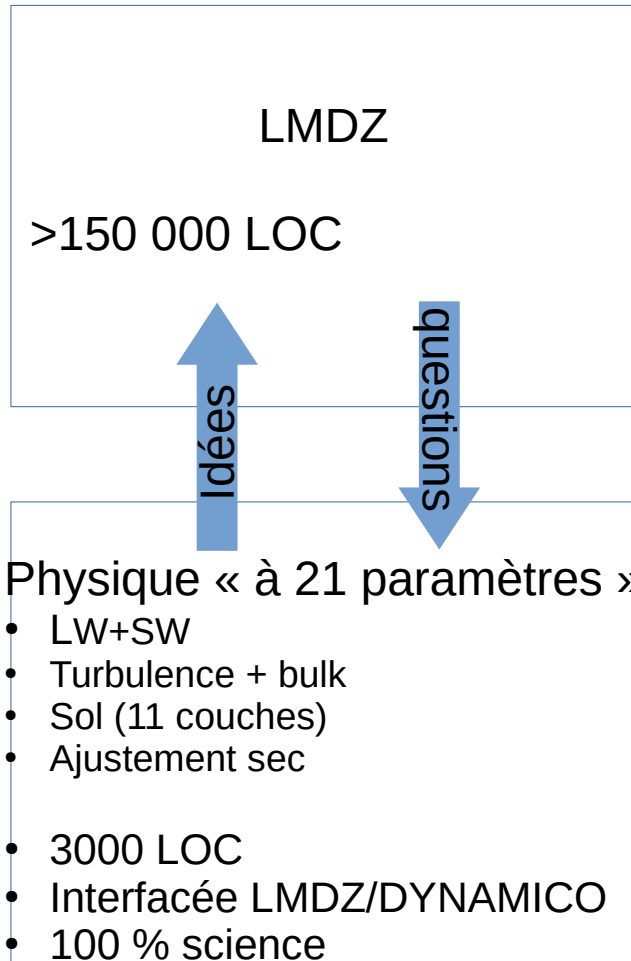 LMDZ
>150 000 LOC
Idées
questions
Physique « à 21 paramètres »
• LW+SW
• Turbulence + bulk
• Sol (11 couches)
• Ajustement sec
• 3000 LOC
• Interfacée LMDZ/DYNAMICO
• 100 % science